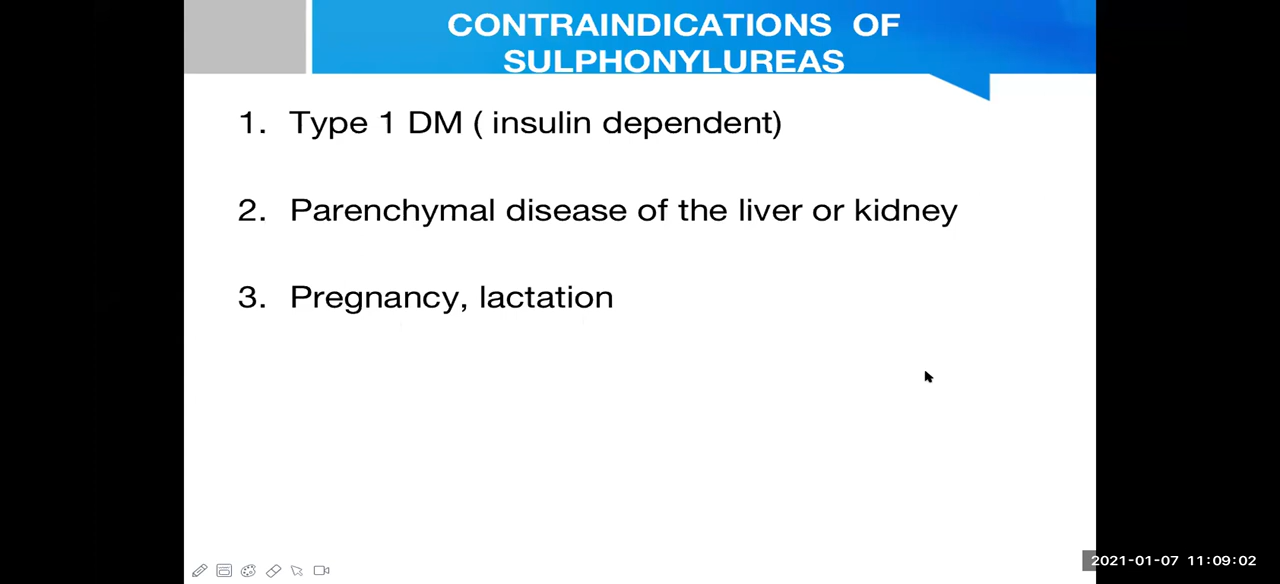 CONTRAINDICATIONS OF
SULPHONYLUREAS
1. Type 1 DM ( insulin dependent)
2. Parenchymal disease of the liver or kidney
3. Pregnancy, lactation
2021-01-07 11:09:02